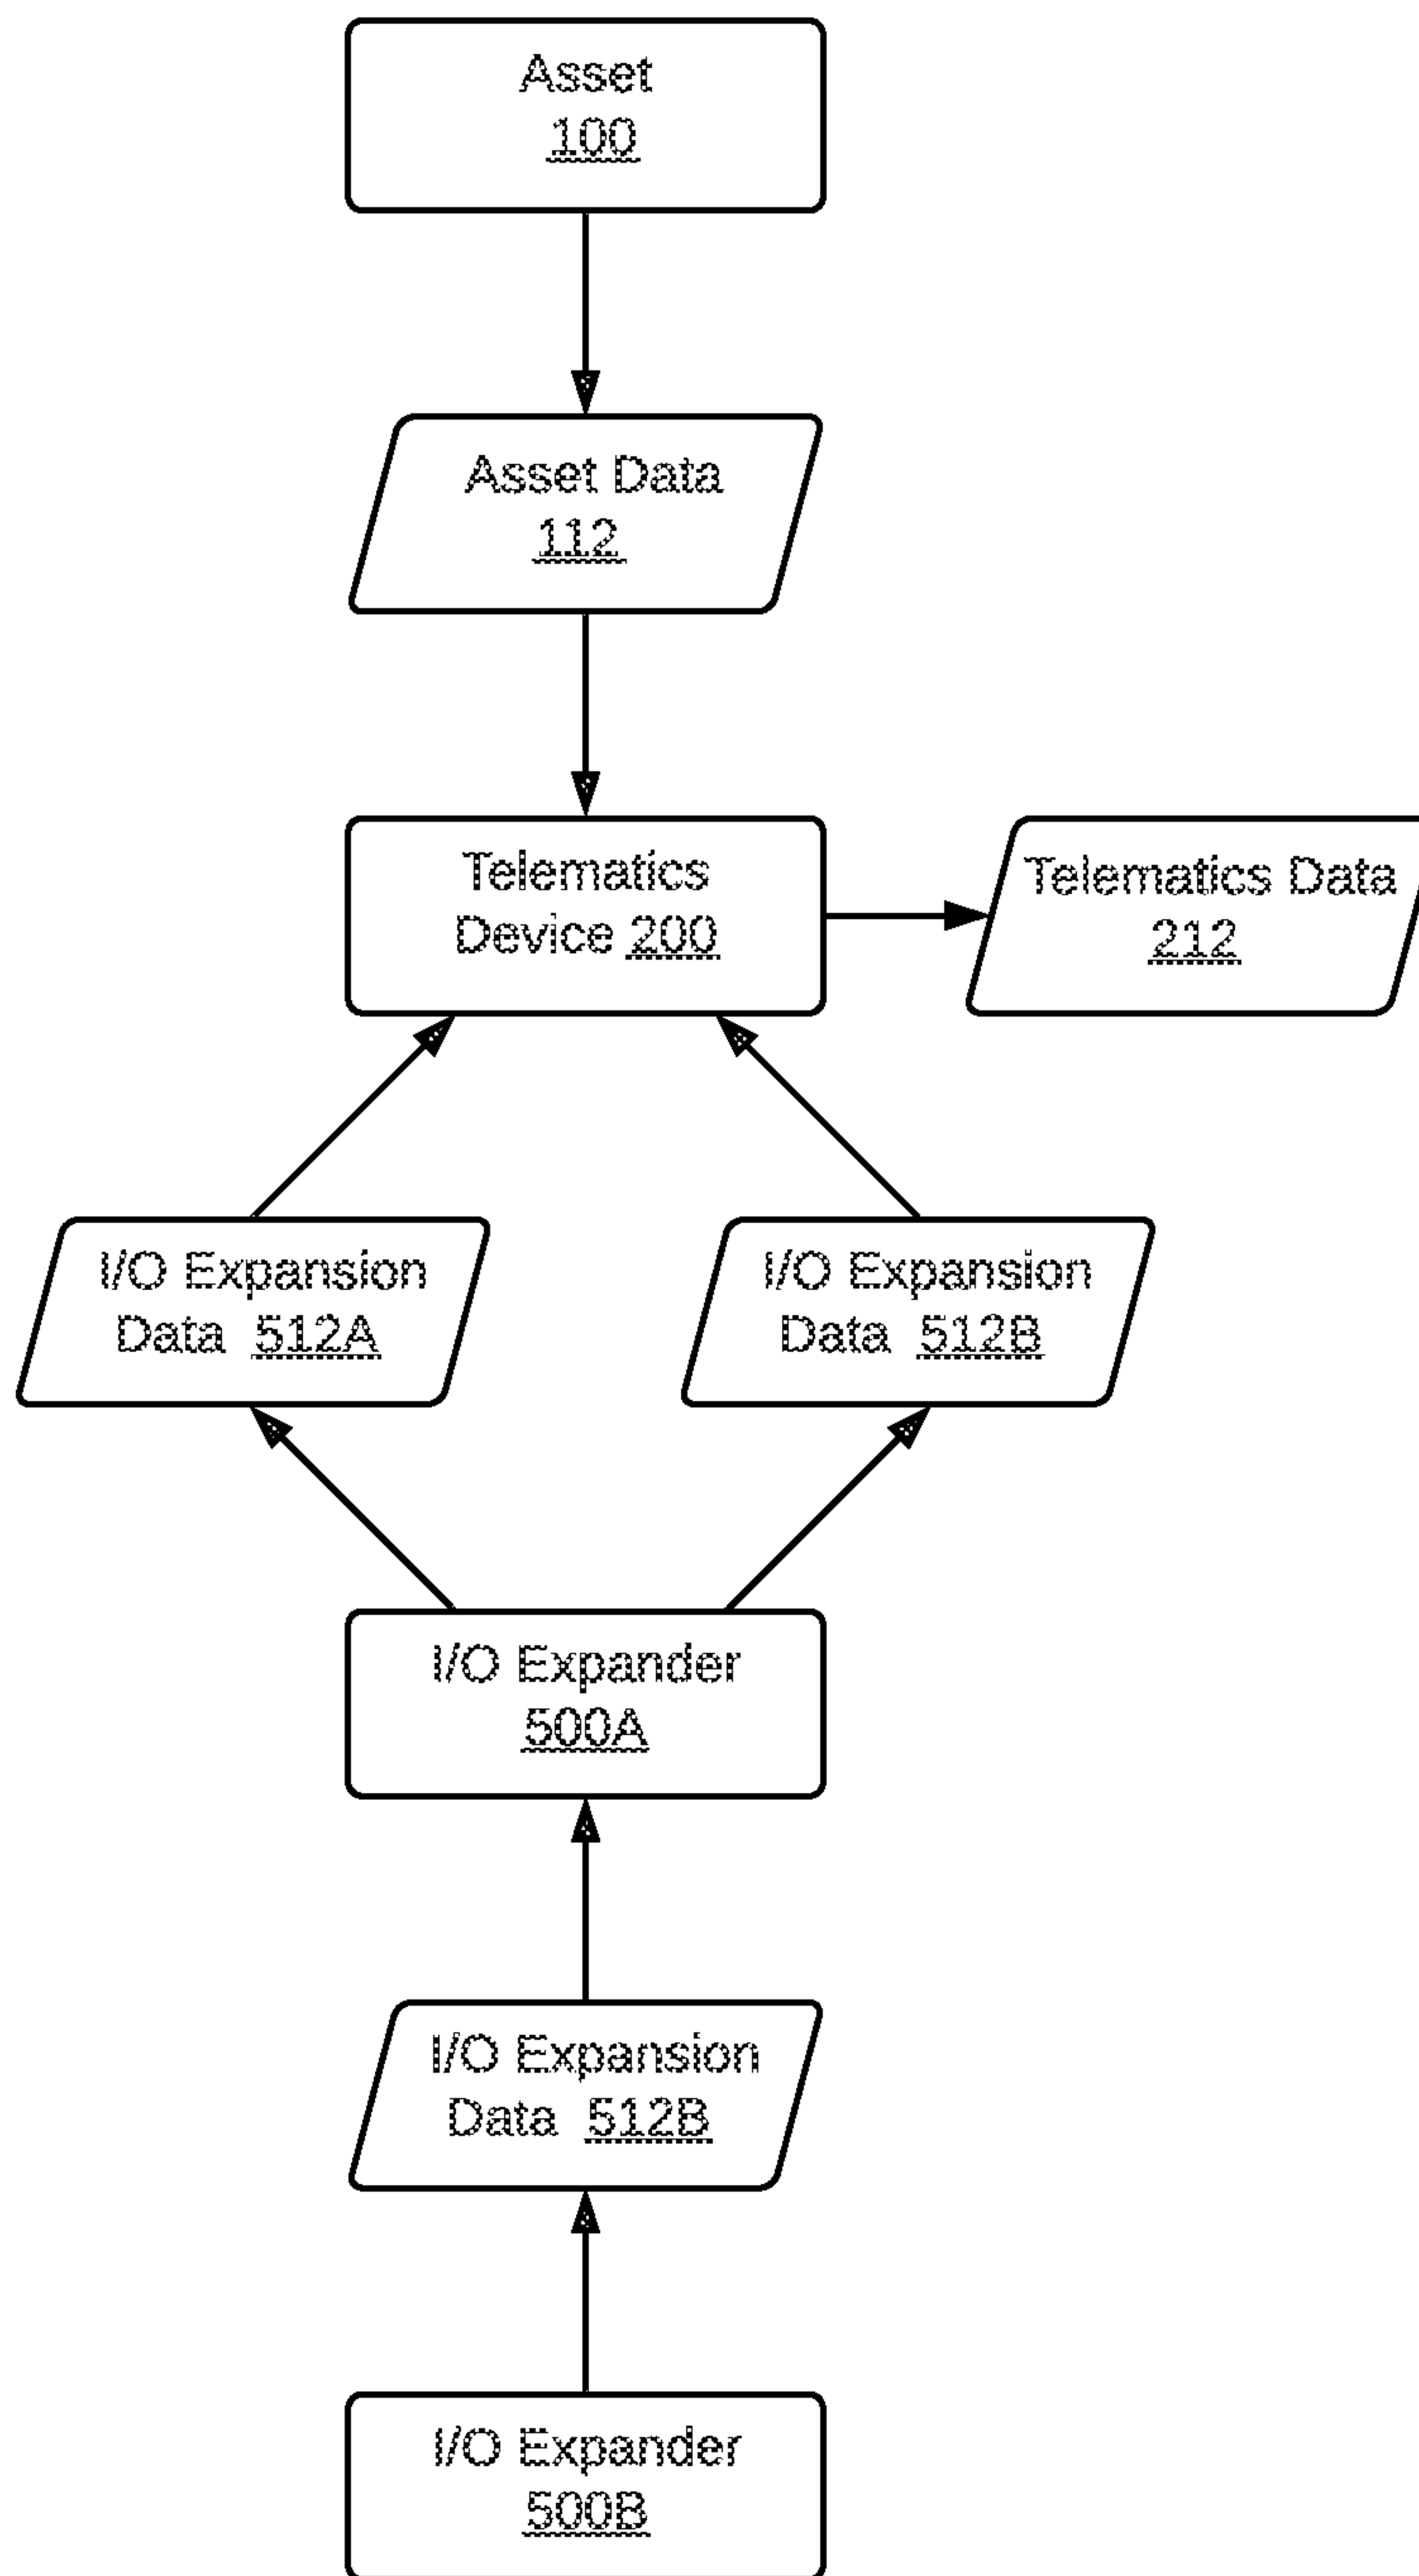 Asset
100
Asset Data
112
Telematics
Device 200
Telematics Data
212
I/O Expansion
Data 512A
I/O Expansion
Data 512B
I/O Expander
500A
I/O Expansion
Data 512B
I/O Expander
500B